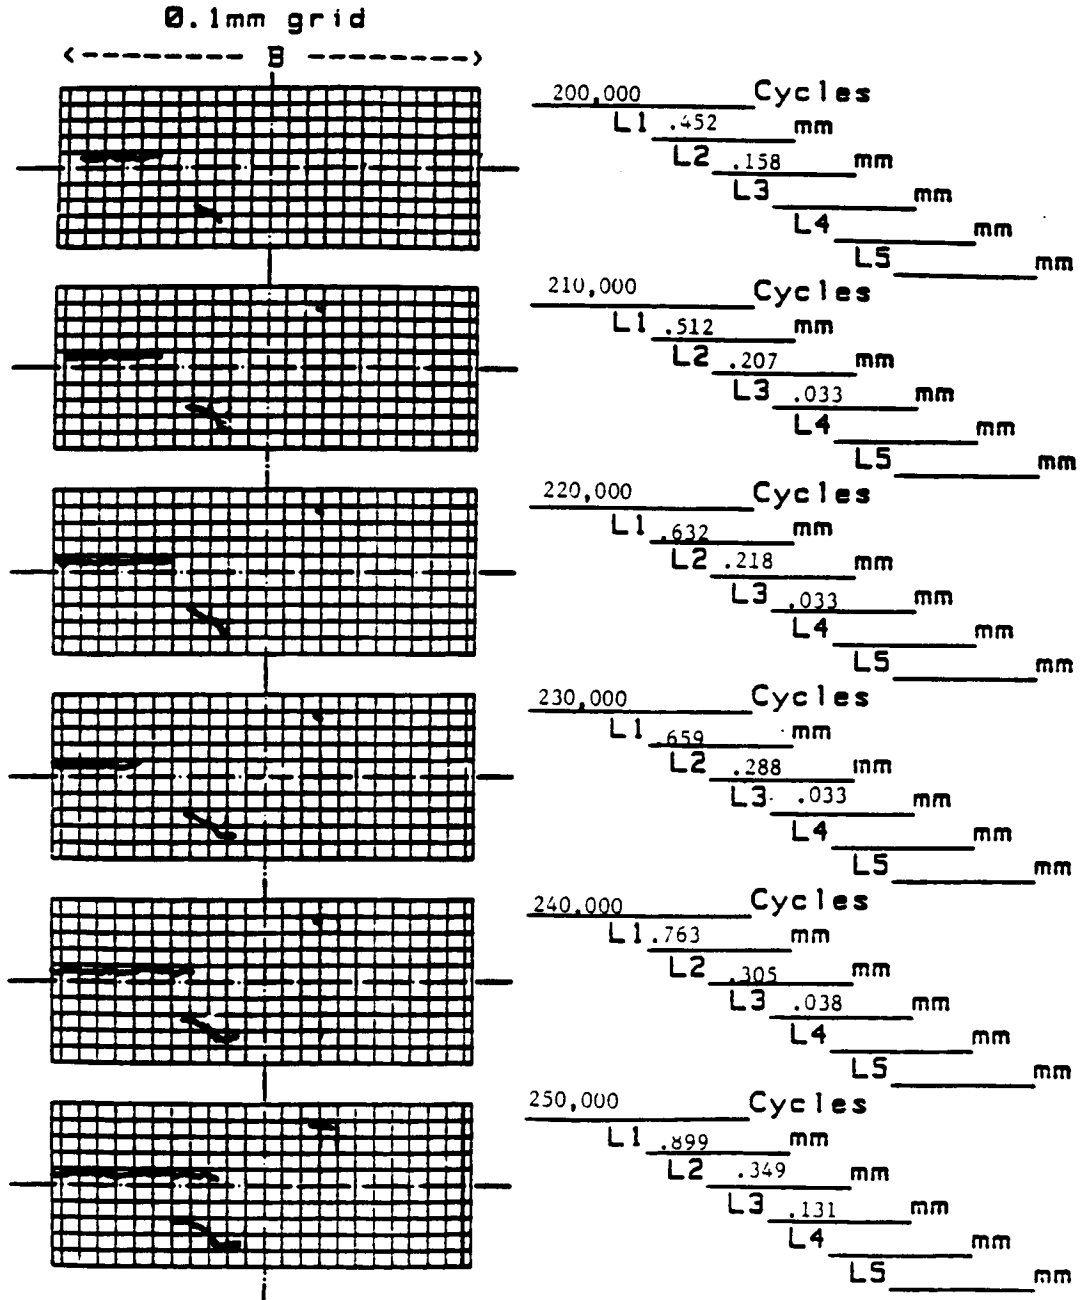 0.1mm grid
<------- B ------->
200,000 Cycles
L1 .452 mm
L2 .158 mm
L3 mm
L4 mm
L5 mm
210,000 Cycles
L1 .512 mm
L2 .207 mm
L3 .033 mm
L4 mm
L5 mm
220,000 Cycles
L1 .632 mm
L2 .218 mm
L3 .033 mm
L4 mm
L5 mm
230,000 Cycles
L1 .659 mm
L2 .288 mm
L3 .033 mm
L4 mm
L5 mm
240,000 Cycles
L1 .763 mm
L2 .305 mm
L3 .038 mm
L4 mm
L5 mm
250,000 Cycles
L1 .899 mm
L2 .349 mm
L3 .131 mm
L4 mm
L5 mm